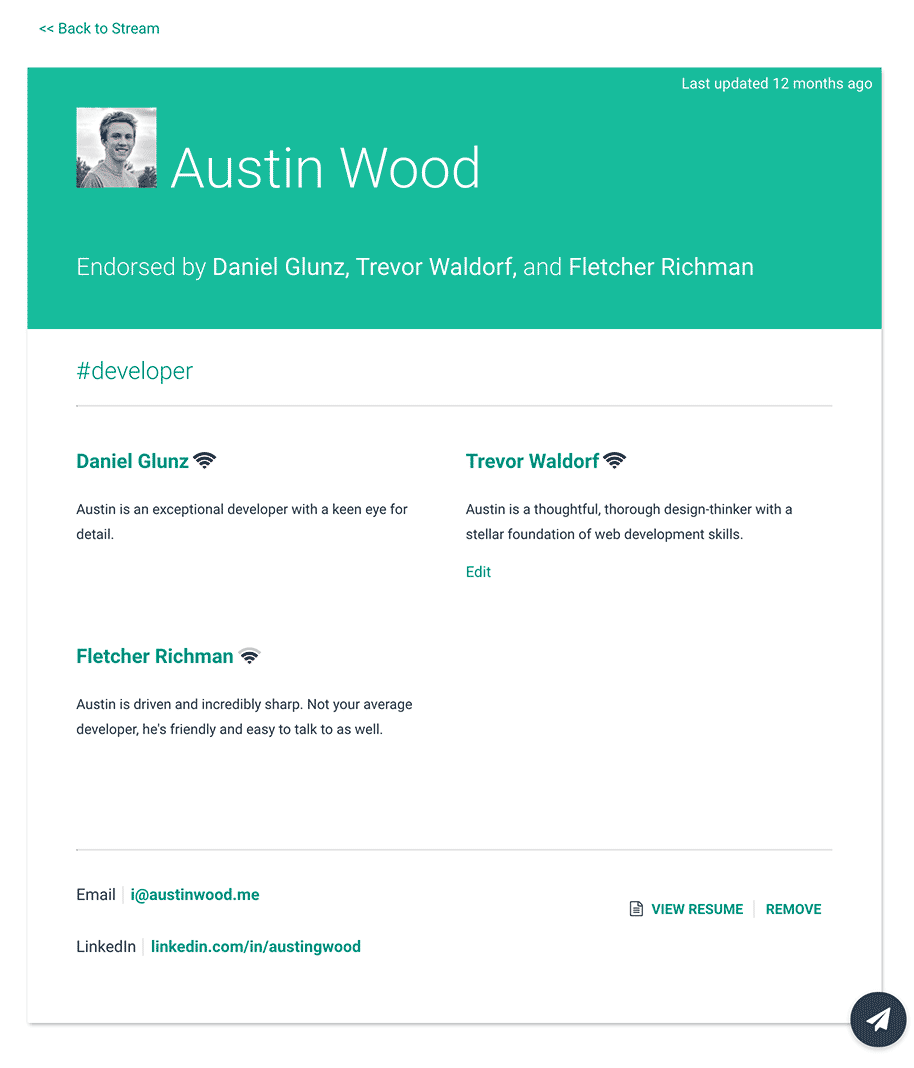 << Back to Stream
Last updated 12 months ago
Austin Wood
Endorsed by Daniel Glunz, Trevor Waldorf, and Fletcher Richman
#developer
Daniel Glunz
Austin is an exceptional developer with a keen eye for
detail.
Trevor Waldorf
Austin is a thoughtful, thorough design-thinker with a
stellar foundation of web development skills.
Edit
Fletcher Richman
Austin is driven and incredibly sharp. Not your average
developer, he's friendly and easy to talk to as well.
Email i@austinwood.me
LinkedIn linkedin.com/in/austingwood
VIEW RESUME REMOVE